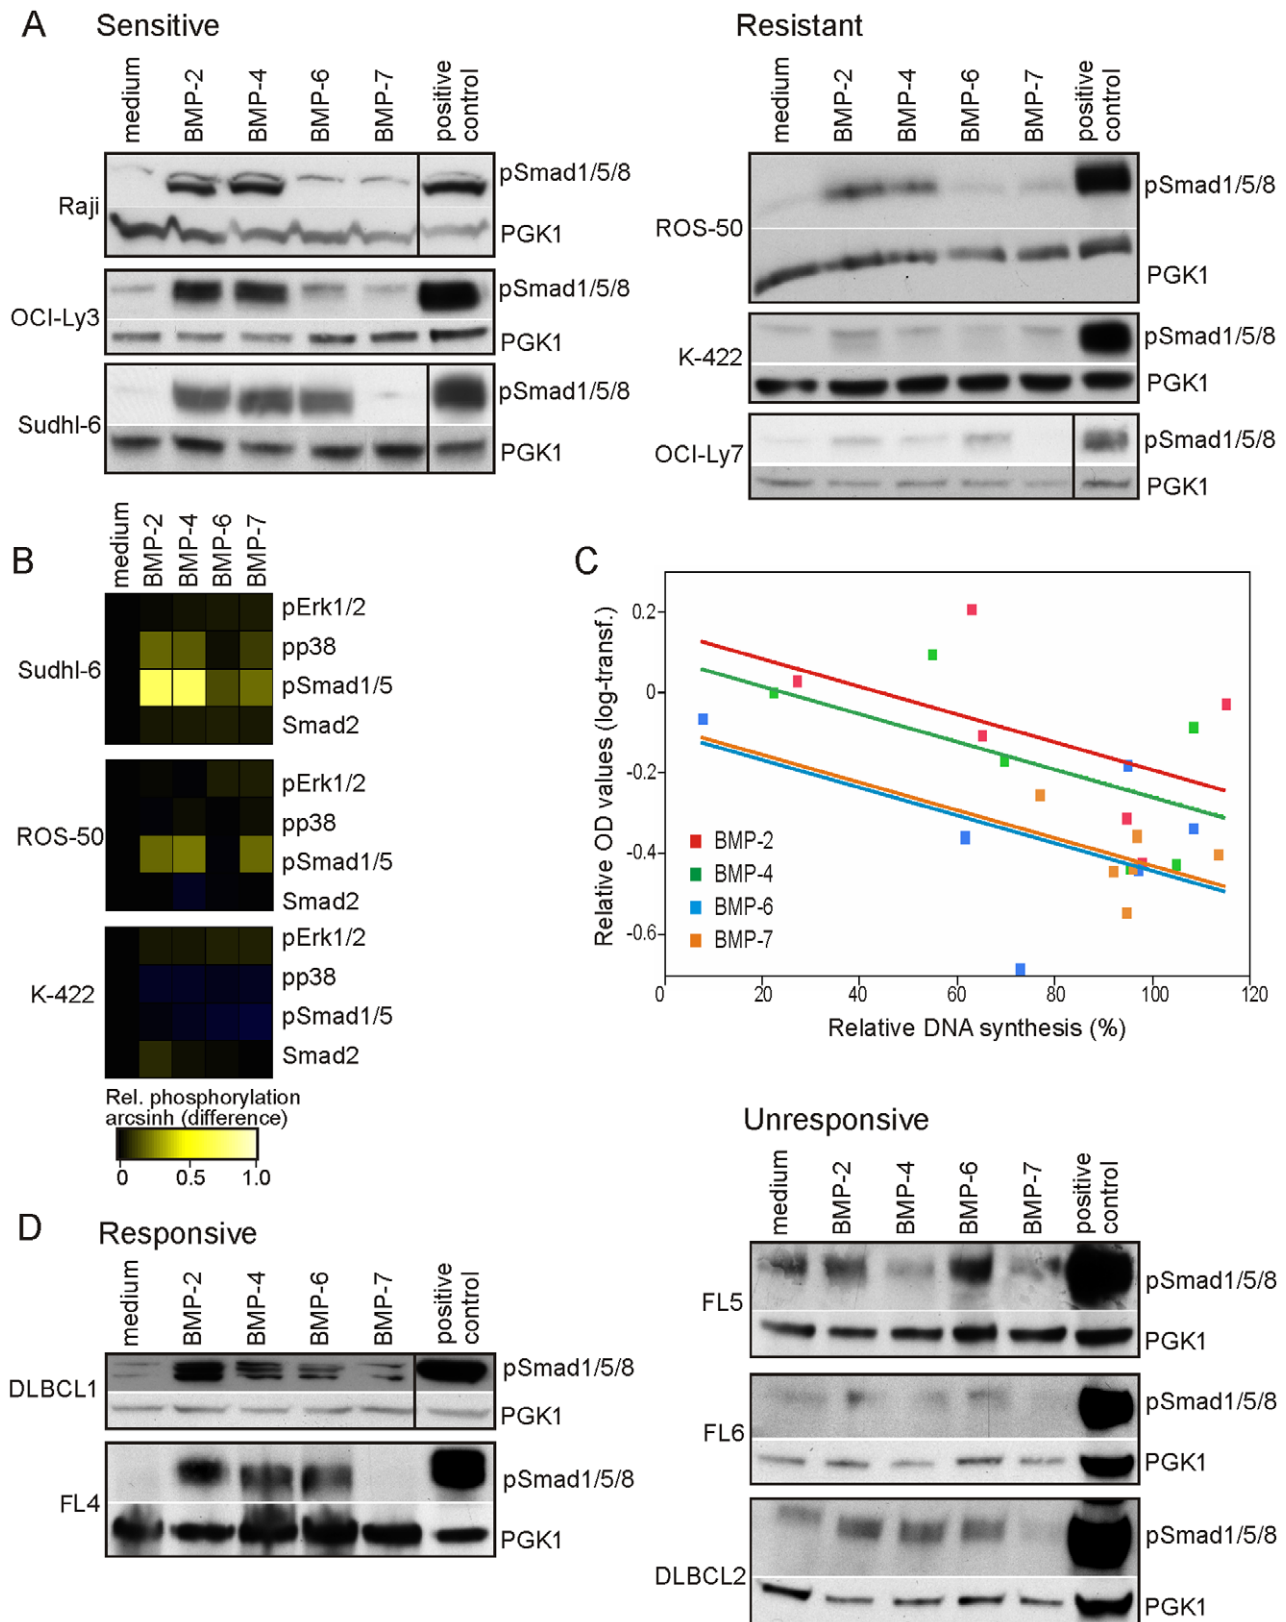 A Sensitive
medium BMP-2 BMP-4 BMP-6 BMP-7 positive control
Raji
pSmad1/5/8
PGK1
OCI-Ly3
pSmad1/5/8
PGK1
Sudhl-6
pSmad1/5/8
PGK1
Resistant
medium BMP-2 BMP-4 BMP-6 BMP-7 positive control
ROS-50
pSmad1/5/8
PGK1
K-422
pSmad1/5/8
PGK1
OCI-Ly7
pSmad1/5/8
PGK1
B
medium BMP-2 BMP-4 BMP-6 BMP-7
Sudhl-6
pErk1/2
pp38
pSmad1/5
Smad2
ROS-50
pErk1/2
pp38
pSmad1/5
Smad2
K-422
pErk1/2
pp38
pSmad1/5
Smad2
Rel. phosphorylation
arcsinh (difference)
0 0.5 1.0
C
Relative OD values (log-transf.)
0.2
0
-0.2
-0.4
-0.6
BMP-2
BMP-4
BMP-6
BMP-7
0 20 40 60 80 100 120
Relative DNA synthesis (%)
D Responsive
medium BMP-2 BMP-4 BMP-6 BMP-7 positive control
DLBCL1
pSmad1/5/8
PGK1
FL4
pSmad1/5/8
PGK1
Unresponsive
medium BMP-2 BMP-4 BMP-6 BMP-7 positive control
FL5
pSmad1/5/8
PGK1
FL6
pSmad1/5/8
PGK1
DLBCL2
pSmad1/5/8
PGK1